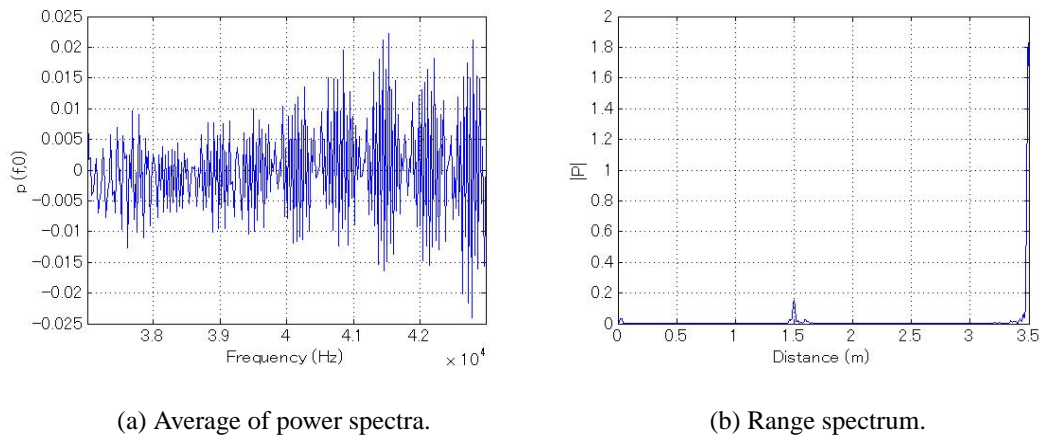 0.025
0.02
0.015
0.01
0.005
0
-0.005
-0.01
-0.015
-0.02
-0.025
p (f,0)
3.8 3.9 4 4.1 4.2
Frequency (Hz) × 10⁴
2
1.8
1.6
1.4
1.2
1
0.8
0.6
0.4
0.2
0
|P|
0 0.5 1 1.5 2 2.5 3 3.5
Distance (m)
(a) Average of power spectra.
(b) Range spectrum.